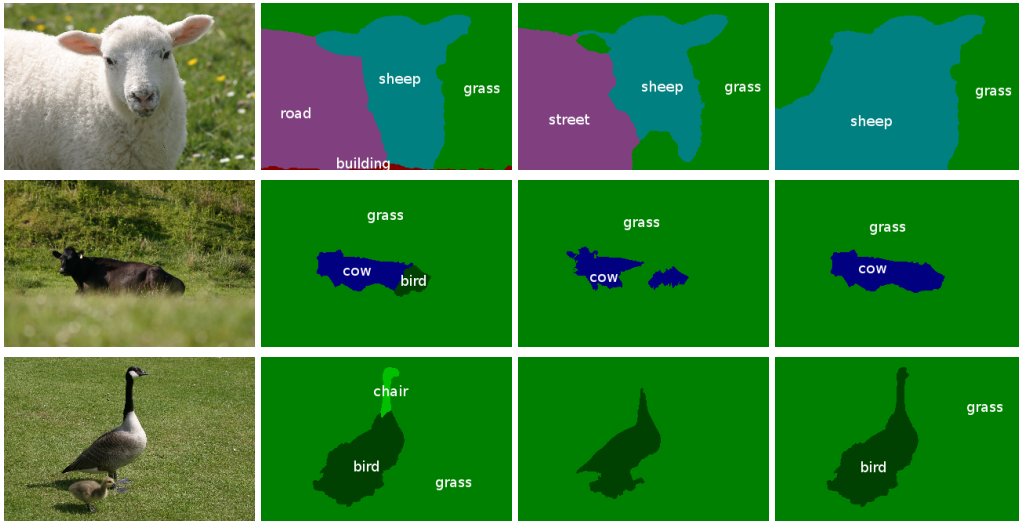 sheep
grass
road
building
sheep
grass
street
grass
sheep
grass
cow
bird
grass
cow
grass
cow
chair
bird
grass
grass
bird